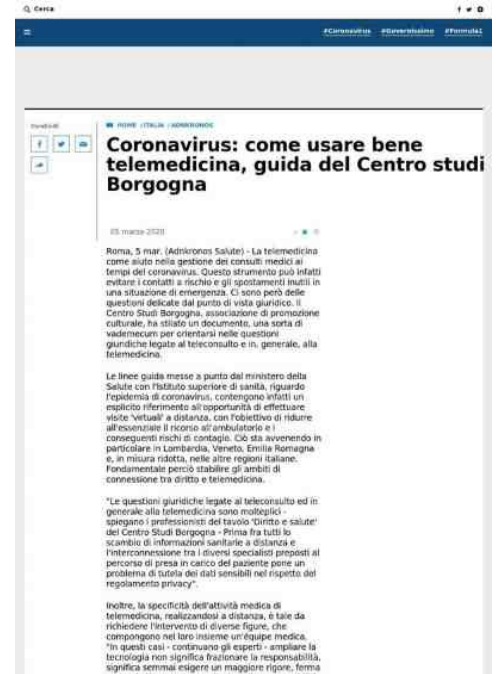 Cerca
#Coronavirus #Governissimo #Formula1
Condividi
HOME / ITALIA / ADNKRONOS
Coronavirus: come usare bene
telemedicina, guida del Centro studi
Borgogna
05 marzo 2020
Roma, 5 mar. (Adnkronos Salute) - La telemedicina
come aiuto nella gestione dei consulti medici ai
tempi del coronavirus. Questo strumento può infatti
evitare i contatti a rischio e gli spostamenti inutili in
una situazione di emergenza. Ci sono però delle
questioni delicate dal punto di vista giuridico. Il
Centro Studi Borgogna, associazione di promozione
culturale, ha stilato un documento, una sorta di
vademecum per orientarsi nelle questioni
giuridiche legate al teleconsulto e in, generale, alla
telemedicina.
Le linee guida messe a punto dal ministero della
Salute con l'Istituto superiore di sanità, riguardo
l'epidemia di coronavirus, contengono infatti un
esplicito riferimento all'opportunità di effettuare
visite 'virtuali' a distanza, con l'obiettivo di ridurre
all'essenziale il ricorso all'ambulatorio e i
conseguenti rischi di contagio. Ciò sta avvenendo in
particolare in Lombardia, Veneto, Emilia Romagna
e, in misura ridotta, nelle altre regioni italiane.
Fondamentale perciò stabilire gli ambiti di
connessione tra diritto e telemedicina.
"Le questioni giuridiche legate al teleconsulto ed in
generale alla telemedicina sono molteplici -
spiegano i professionisti del tavolo 'Diritto e salute'
del Centro Studi Borgogna - Prima fra tutti lo
scambio di informazioni sanitarie a distanza e
l'interconnessione tra i diversi specialisti preposti al
percorso di presa in carico del paziente pone un
problema di tutela dei dati sensibili nel rispetto del
regolamento privacy".
Inoltre, la specificità dell'attività medica di
telemedicina, realizzandosi a distanza, è tale da
richiedere l'intervento di diverse figure, che
compongono nel loro insieme un'équipe medica.
"In questi casi - continuano gli esperti - ampliare la
tecnologia non significa frazionare la responsabilità,
significa semmai esigere un maggiore rigore, ferma